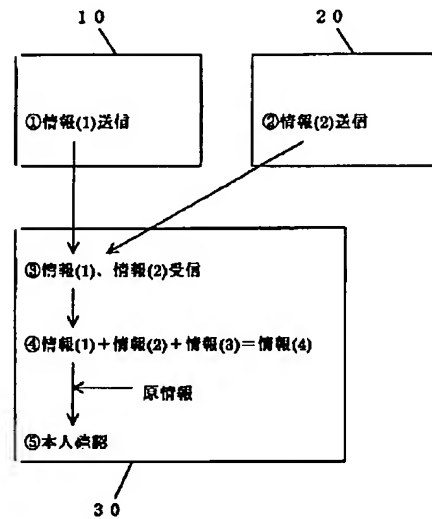 10
20
①情報(1)送信
②情報(2)送信
③情報(1)、情報(2)受信
④情報(1)+情報(2)+情報(3)=情報(4)
原情報
⑤本人確認
30